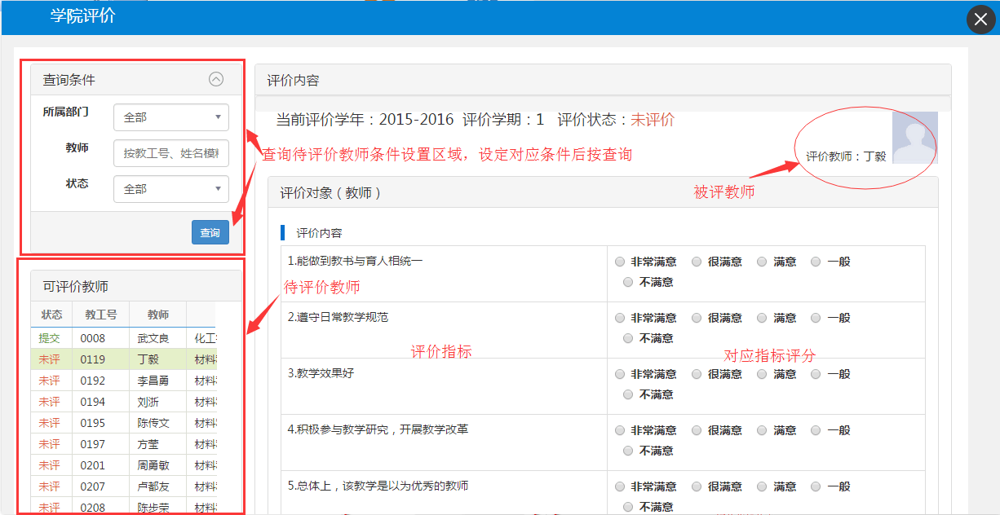 学院评价
查询条件
所属部门 全部
教师 按教工号、姓名模糊
状态 全部
查询
可评价教师
状态 教工号 教师
提交 0008 武文良 化工
未评 0119 丁毅 材料
未评 0192 李昌勇 材料
未评 0194 刘浙 材料
未评 0195 陈传文 材料
未评 0197 方莹 材料
未评 0201 周勇敏 材料
未评 0207 卢都友 材料
未评 0208 陈步荣 材料
评价内容
当前评价学年：2015-2016 评价学期：1 评价状态：未评价
查询待评价教师条件设置区域，设定对应条件后按查询
评价教师：丁毅
被评教师
评价对象（教师）
评价内容
待评价教师
评价指标
对应指标评分
1.能做到教书与育人相统一 非常满意 很满意 满意 一般
不满意
2.遵守日常教学规范 非常满意 很满意 满意 一般
不满意
3.教学效果好 非常满意 很满意 满意 一般
不满意
4.积极参与教学研究，开展教学改革 非常满意 很满意 满意 一般
不满意
5.总体上，该教学是以为优秀的教师 非常满意 很满意 满意 一般
不满意